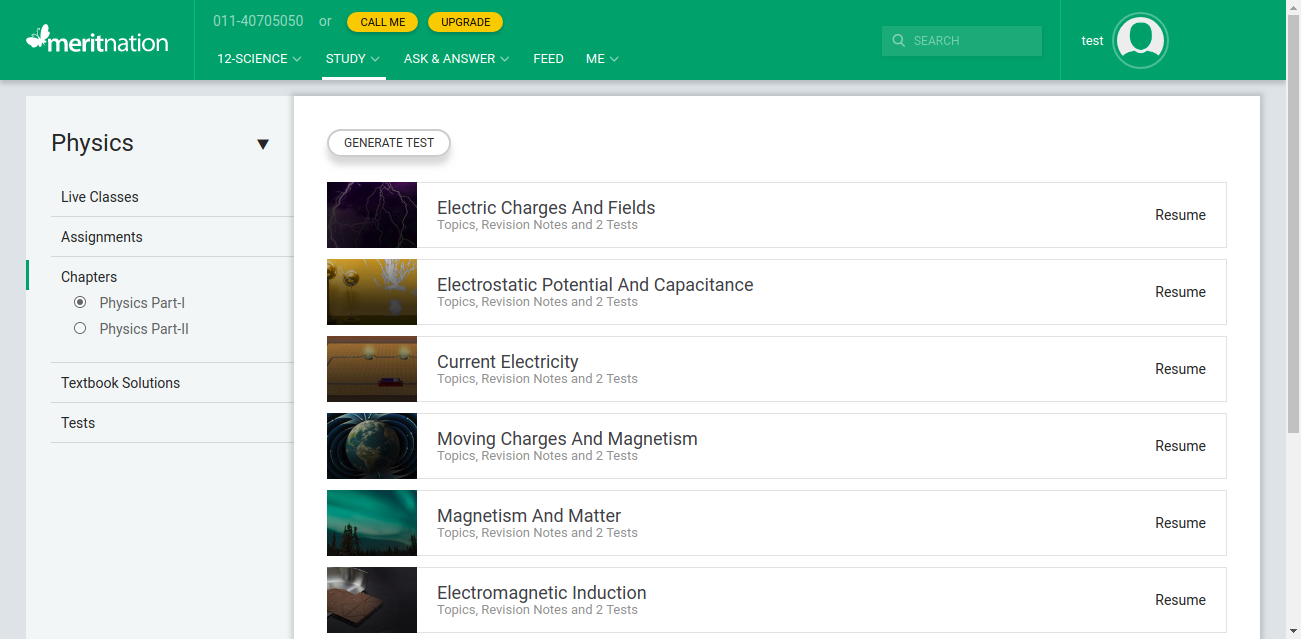 meritnation
011-40705050 or CALL ME UPGRADE
12-SCIENCE STUDY ASK & ANSWER FEED ME
SEARCH
test
Physics
Live Classes
Assignments
Chapters
Physics Part-I
Physics Part-II
Textbook Solutions
Tests
GENERATE TEST
Electric Charges And Fields
Topics, Revision Notes and 2 Tests
Resume
Electrostatic Potential And Capacitance
Topics, Revision Notes and 2 Tests
Resume
Current Electricity
Topics, Revision Notes and 2 Tests
Resume
Moving Charges And Magnetism
Topics, Revision Notes and 2 Tests
Resume
Magnetism And Matter
Topics, Revision Notes and 2 Tests
Resume
Electromagnetic Induction
Topics, Revision Notes and 2 Tests
Resume